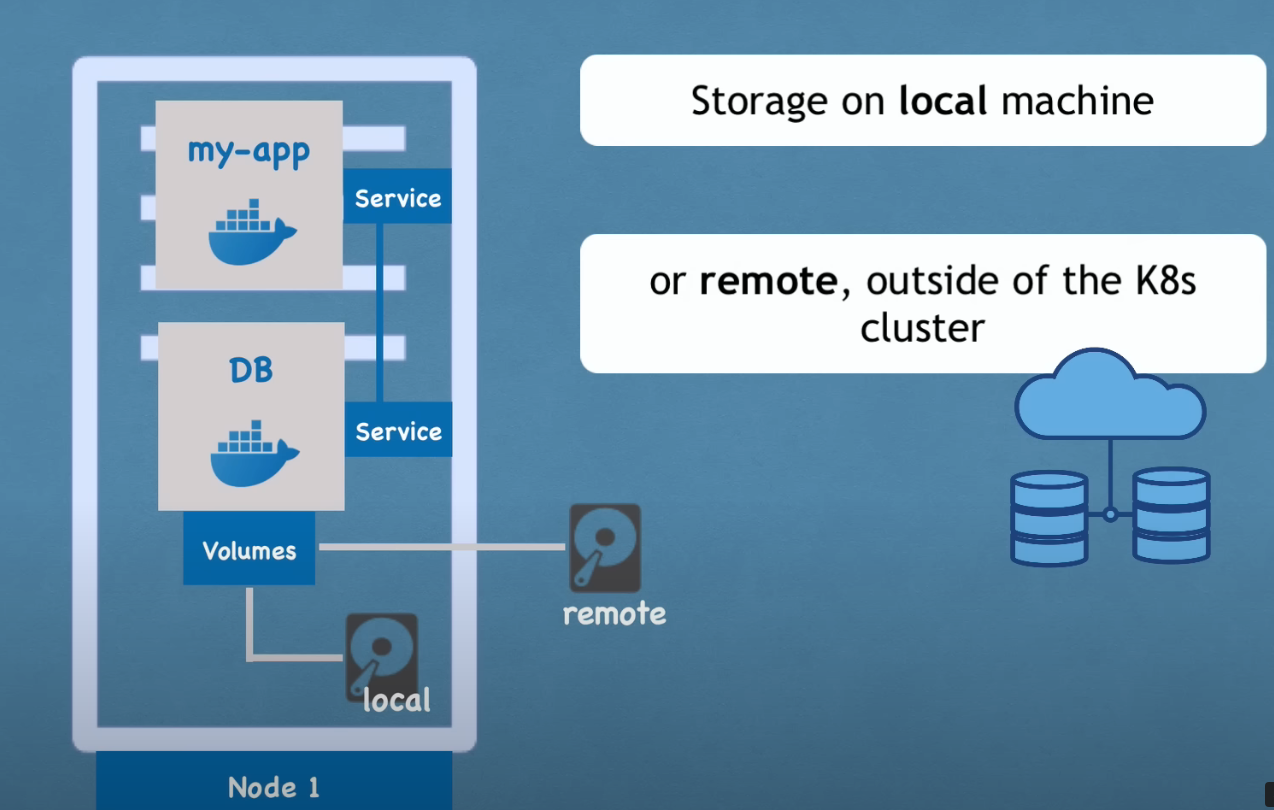 my-app
Service
DB
Service
Volumes
local
remote
Node 1
Storage on local machine
or remote, outside of the K8s
cluster